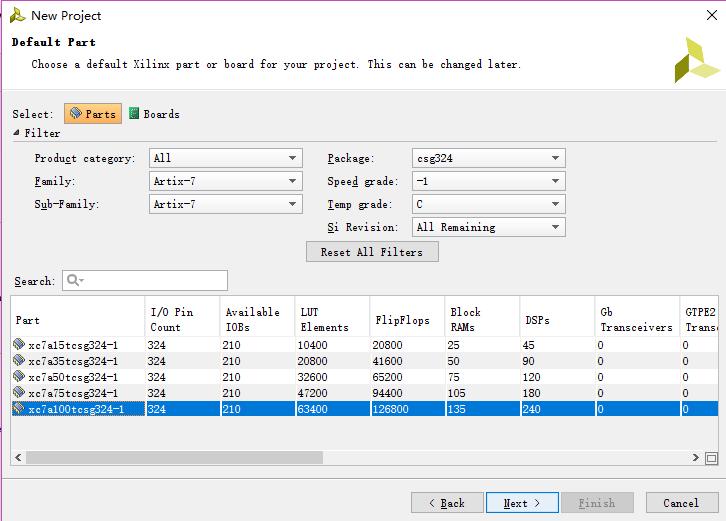 New Project
Default Part
Choose a default Xilinx part or board for your project. This can be changed later.
Select: Parts Boards
Filter
Product category: All Package: csg324
Family: Artix-7 Speed grade: -1
Sub-Family: Artix-7 Temp grade: C
Si Revision: All Remaining
Reset All Filters
Search:
Part I/O Pin Count Available IOBs LUT Elements FlipFlops Block RAMs DSPs Gb Transceivers GTPE2 Transc
xc7a15tcsg324-1 324 210 10400 20800 25 45 0 0
xc7a35tcsg324-1 324 210 20800 41600 50 90 0 0
xc7a50tcsg324-1 324 210 32600 65200 75 120 0 0
xc7a75tcsg324-1 324 210 47200 94400 105 180 0 0
xc7a100tcsg324-1 324 210 63400 126800 135 240 0 0
< Back Next > Finish Cancel